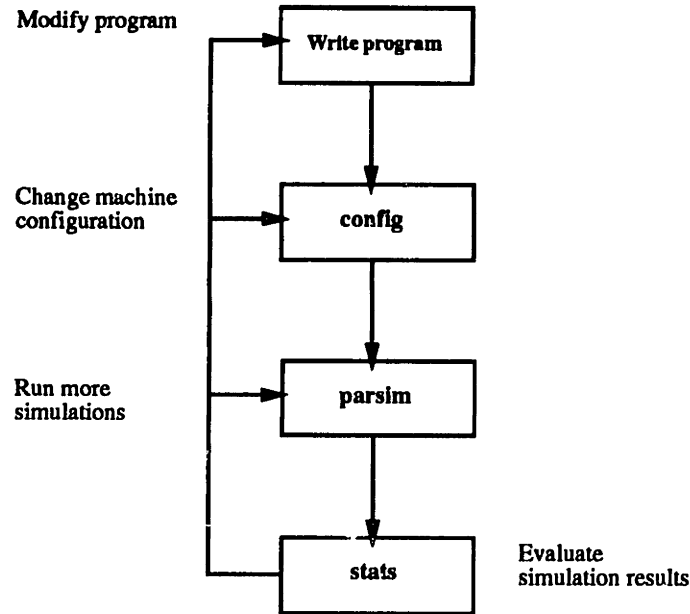 Modify program
Write program
Change machine
configuration
config
Run more
simulations
parsim
stats
Evaluate
simulation results